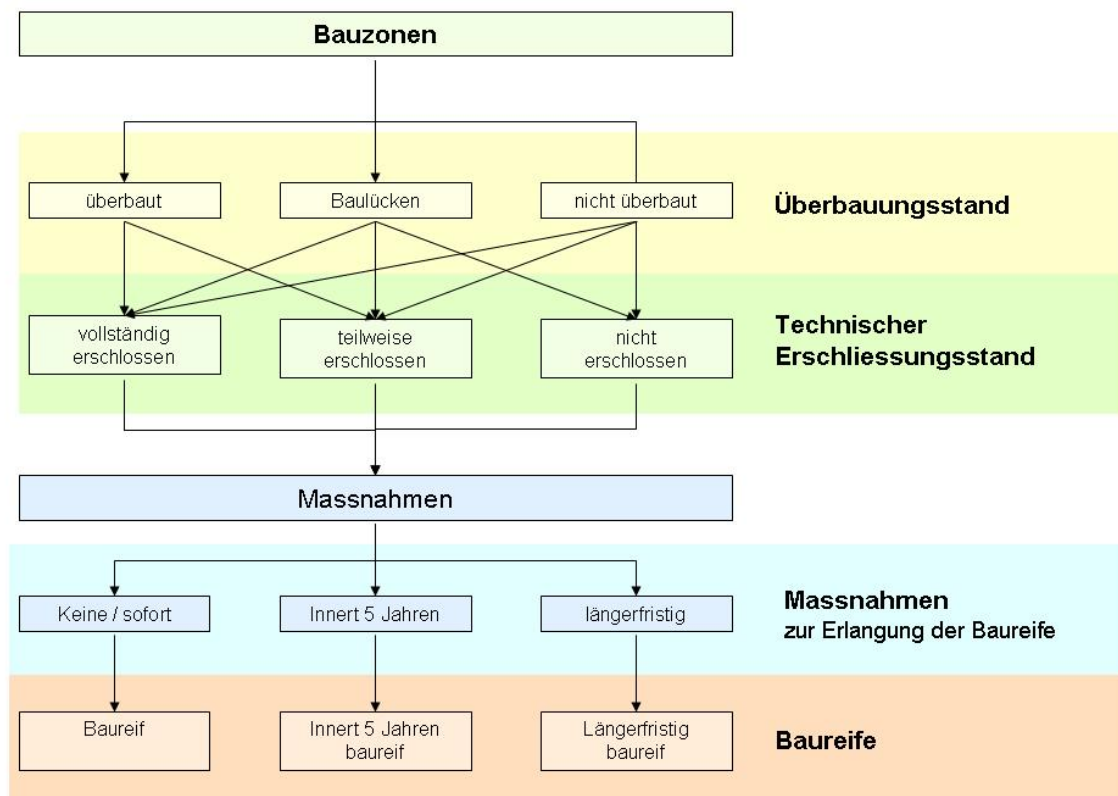 Bauzonen
überbaut
Baulücken
nicht überbaut
Überbauungsstand
vollständig
erschlossen
teilweise
erschlossen
nicht
erschlossen
Technischer
Erschliessungsstand
Massnahmen
Keine / sofort
Innert 5 Jahren
längerfristig
Massnahmen
zur Erlangung der Baureife
Baureif
Innert 5 Jahren
baureif
Längerfristig
baureif
Baureife